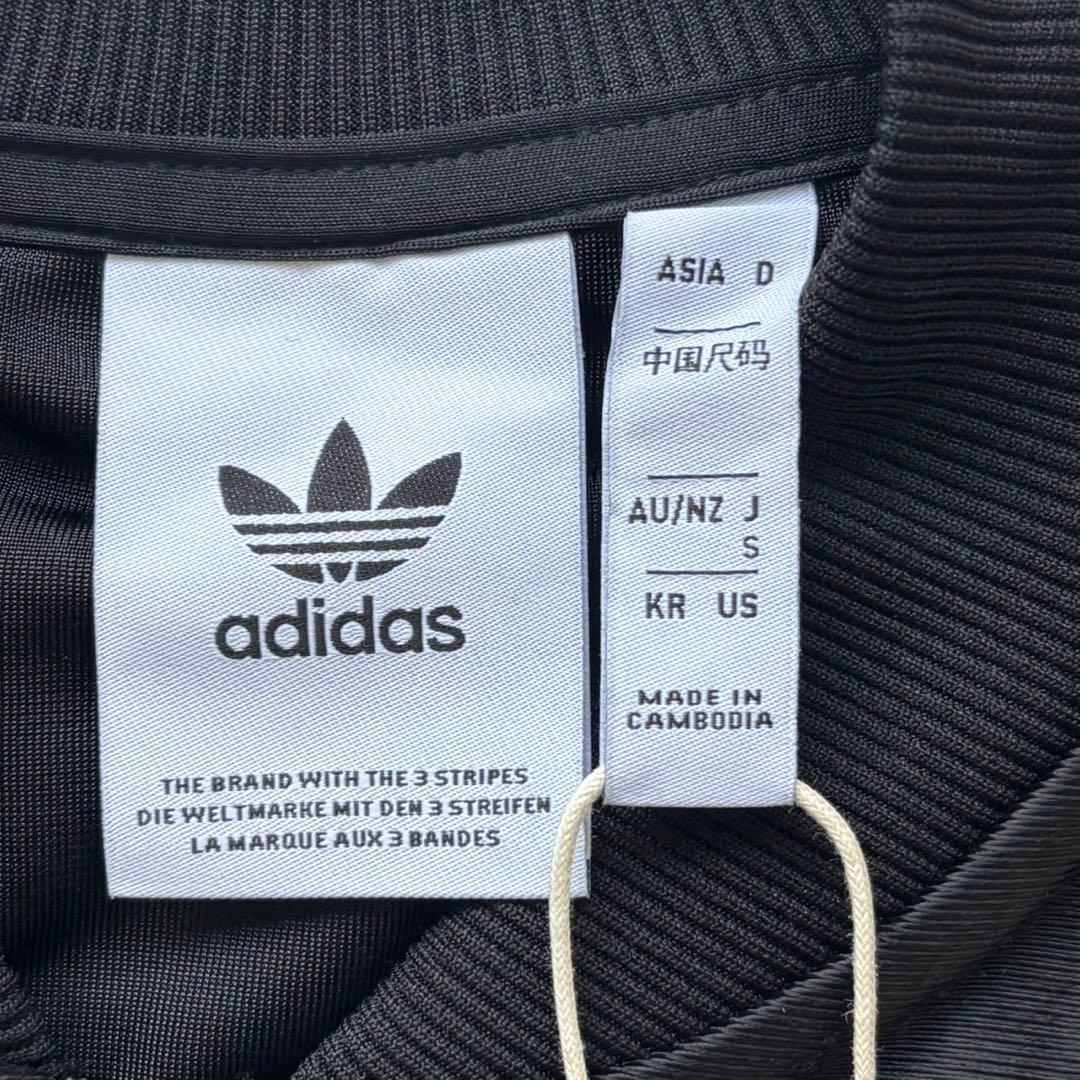 adidas
THE BRAND WITH THE 3 STRIPES
DIE WELTMARKE MIT DEN 3 STREIFEN
LA MARQUE AUX 3 BANDES
ASIA D
中国尺码
AU/NZ J
S
KR US
MADE IN
CAMBODIA